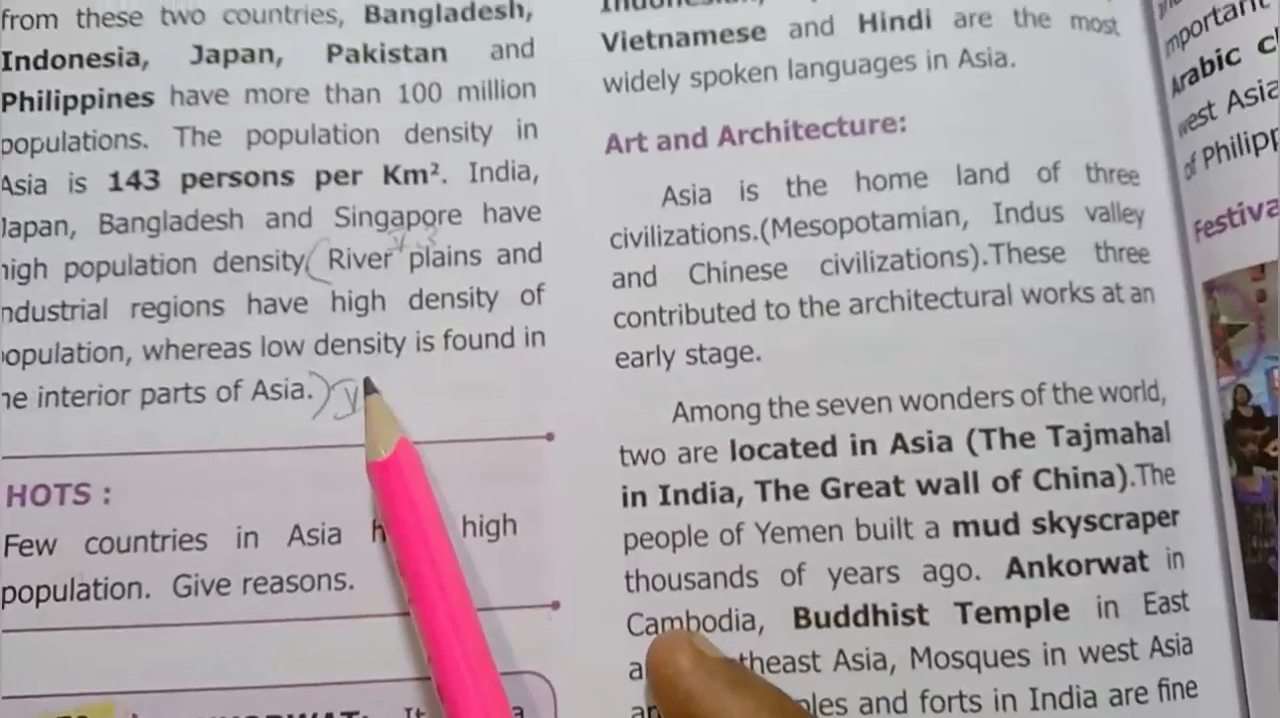 from these two countries, Bangladesh,
Indonesia, Japan, Pakistan and
Philippines have more than 100 million
populations. The population density in
Asia is 143 persons per Km². India,
Japan, Bangladesh and Singapore have
high population density. River plains and
industrial regions have high density of
population, whereas low density is found in
the interior parts of Asia.
HOTS :
Few countries in Asia high
population. Give reasons.
It a
Vietnamese and Hindi are the most
widely spoken languages in Asia.
Art and Architecture:
Asia is the home land of three
civilizations.(Mesopotamian, Indus valley
and Chinese civilizations).These three
contributed to the architectural works at an
early stage.
Among the seven wonders of the world,
two are located in Asia (The Tajmahal
in India, The Great wall of China).The
people of Yemen built a mud skyscraper
thousands of years ago. Ankorwat in
Cambodia, Buddhist Temple in East
theast Asia, Mosques in west Asia
ples and forts in India are fine
mportant
Arabic
west Asia
of Philipp
Festiva